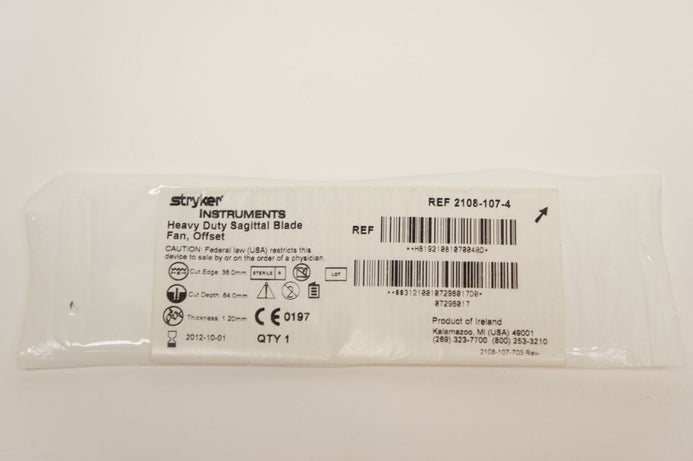 stryker
INSTRUMENTS
Heavy Duty Sagittal Blade
Fan, Offset
CAUTION: Federal law (USA) restricts this
device to sale by or on the order of a physician.
Cut Edge: 36.0mm
STERILE R
LOT
Cut Depth: 84.0mm
Thickness: 1.20mm
CE 0197
2012-10-01
QTY 1
REF 2108-107-4
REF
*+H81921081070040D*
07296017
Product of Ireland
Kalamazoo, MI (USA) 49001
(269) 323-7700 (800) 253-3210
2108-107-705 Rev-